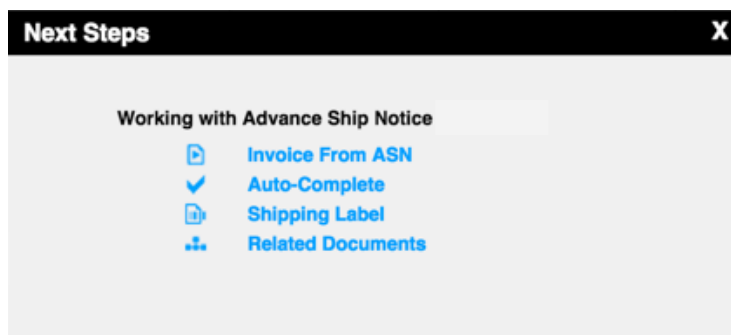 Next Steps X
Working with Advance Ship Notice
Invoice From ASN
Auto-Complete
Shipping Label
Related Documents